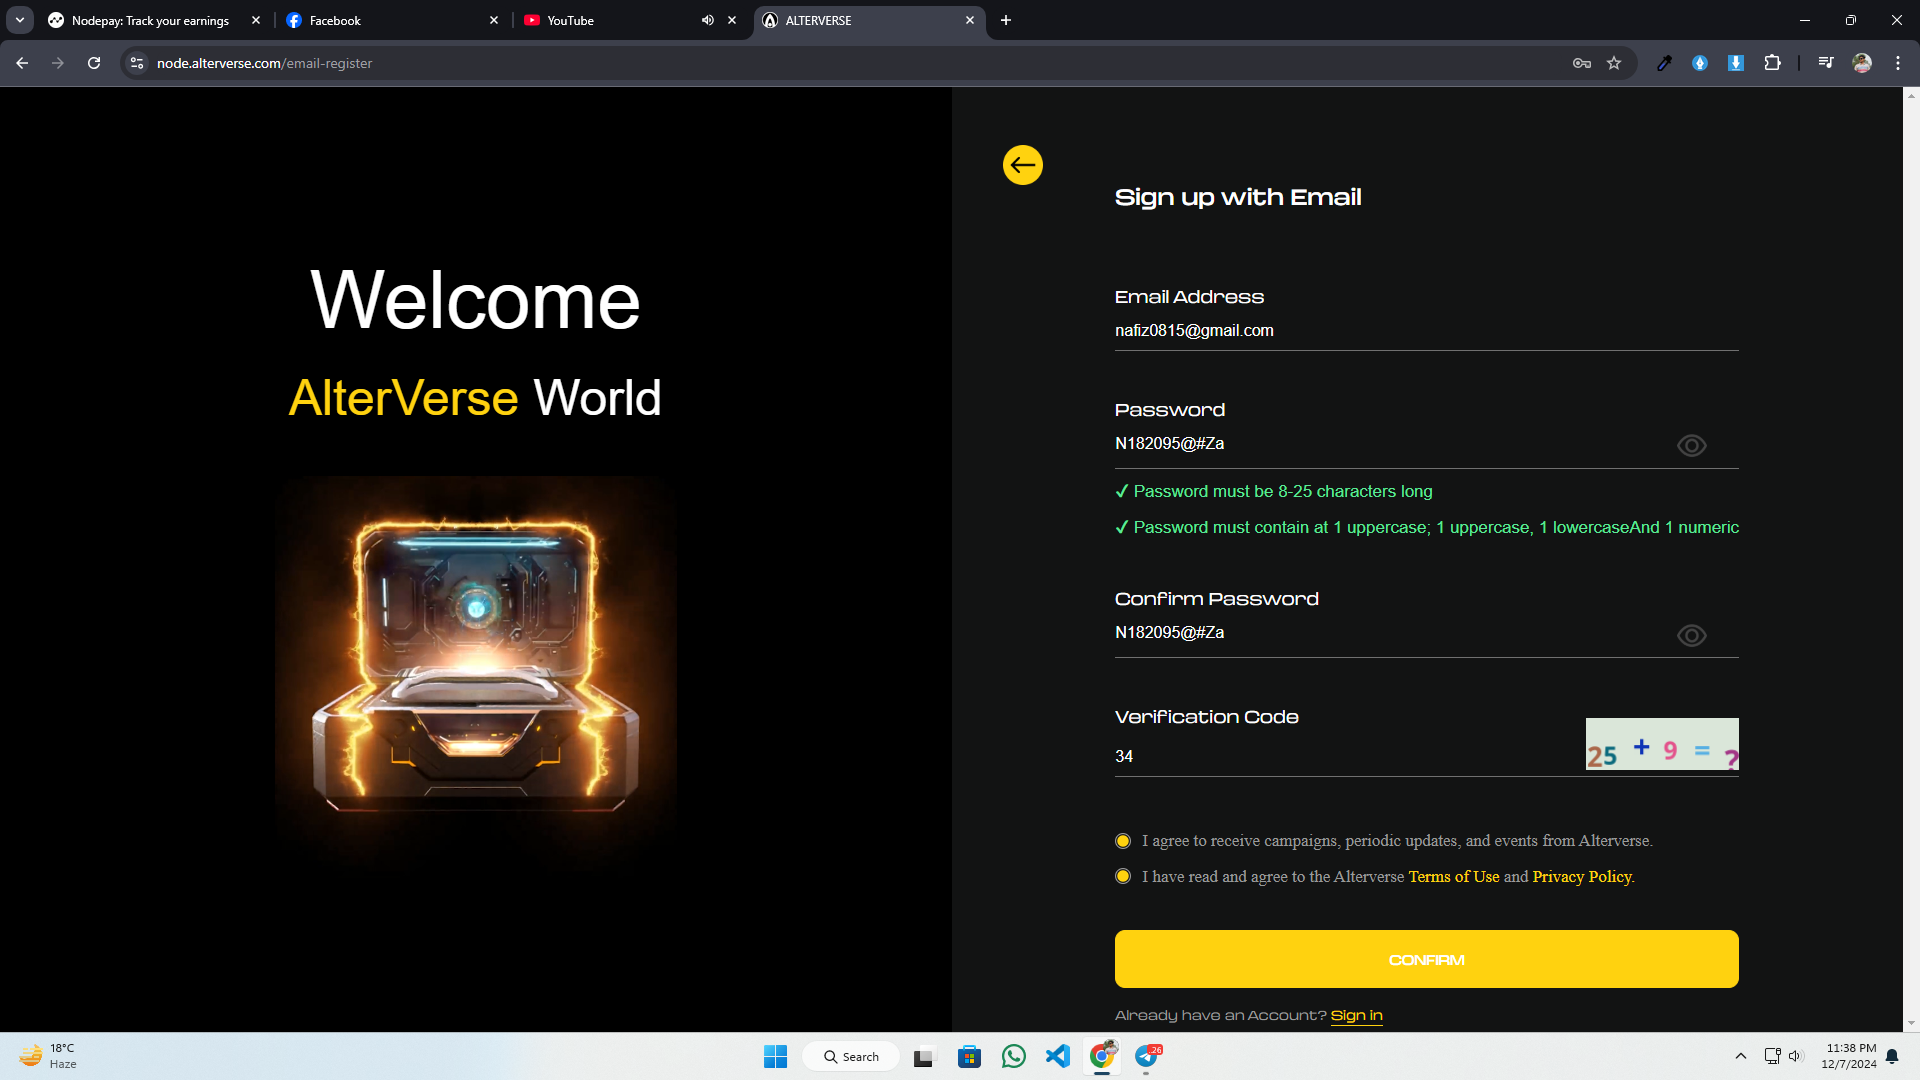 Nodepay: Track your earnings
Facebook
YouTube
ALTERVERSE
node.alterverse.com/email-register
Welcome
AlterVerse World
Sign up with Email
Email Address
nafiz0815@gmail.com
Password
N182095@#Za
✓ Password must be 8-25 characters long
✓ Password must contain at 1 uppercase; 1 uppercase, 1 lowercaseAnd 1 numeric
Confirm Password
N182095@#Za
Verification Code
34
25 + 9 = ?
I agree to receive campaigns, periodic updates, and events from Alterverse.
I have read and agree to the Alterverse Terms of Use and Privacy Policy.
CONFIRM
Already have an Account? Sign in
18°C
Haze
Search
26
11:38 PM
12/7/2024